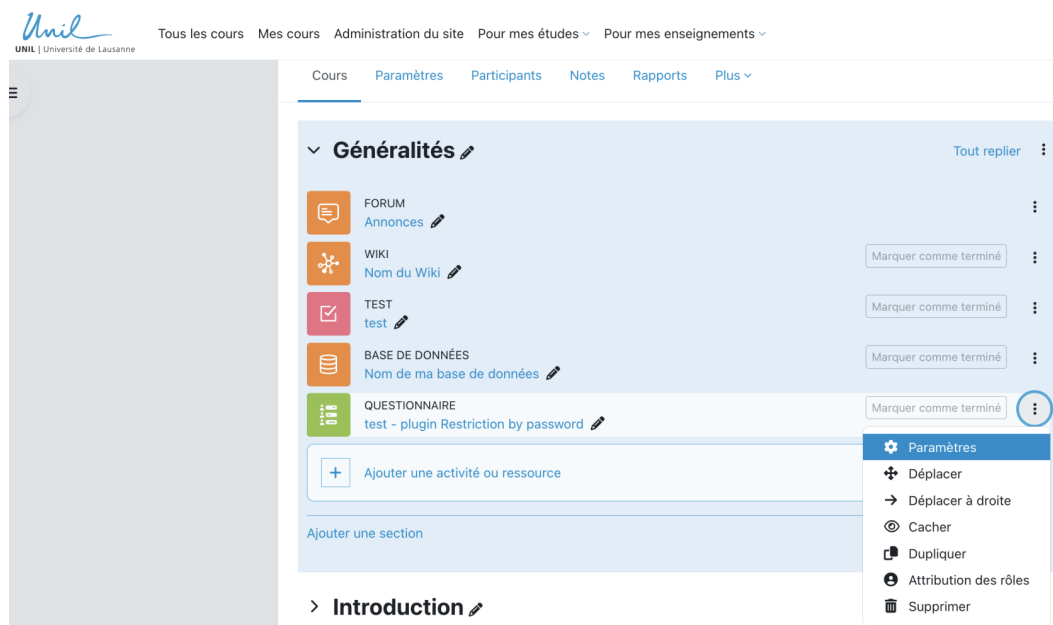 Unil
UNIL | Université de Lausanne
Tous les cours Mes cours Administration du site Pour mes études Pour mes enseignements
Cours Paramètres Participants Notes Rapports Plus
Généralités Tout replier
FORUM
Annonces
WIKI
Nom du Wiki
Marquer comme terminé
TEST
test
Marquer comme terminé
BASE DE DONNÉES
Nom de ma base de données
Marquer comme terminé
QUESTIONNAIRE
test - plugin Restriction by password
Marquer comme terminé
Paramètres
Déplacer
Déplacer à droite
Cacher
Dupliquer
Attribution des rôles
Supprimer
Ajouter une activité ou ressource
Ajouter une section
Introduction